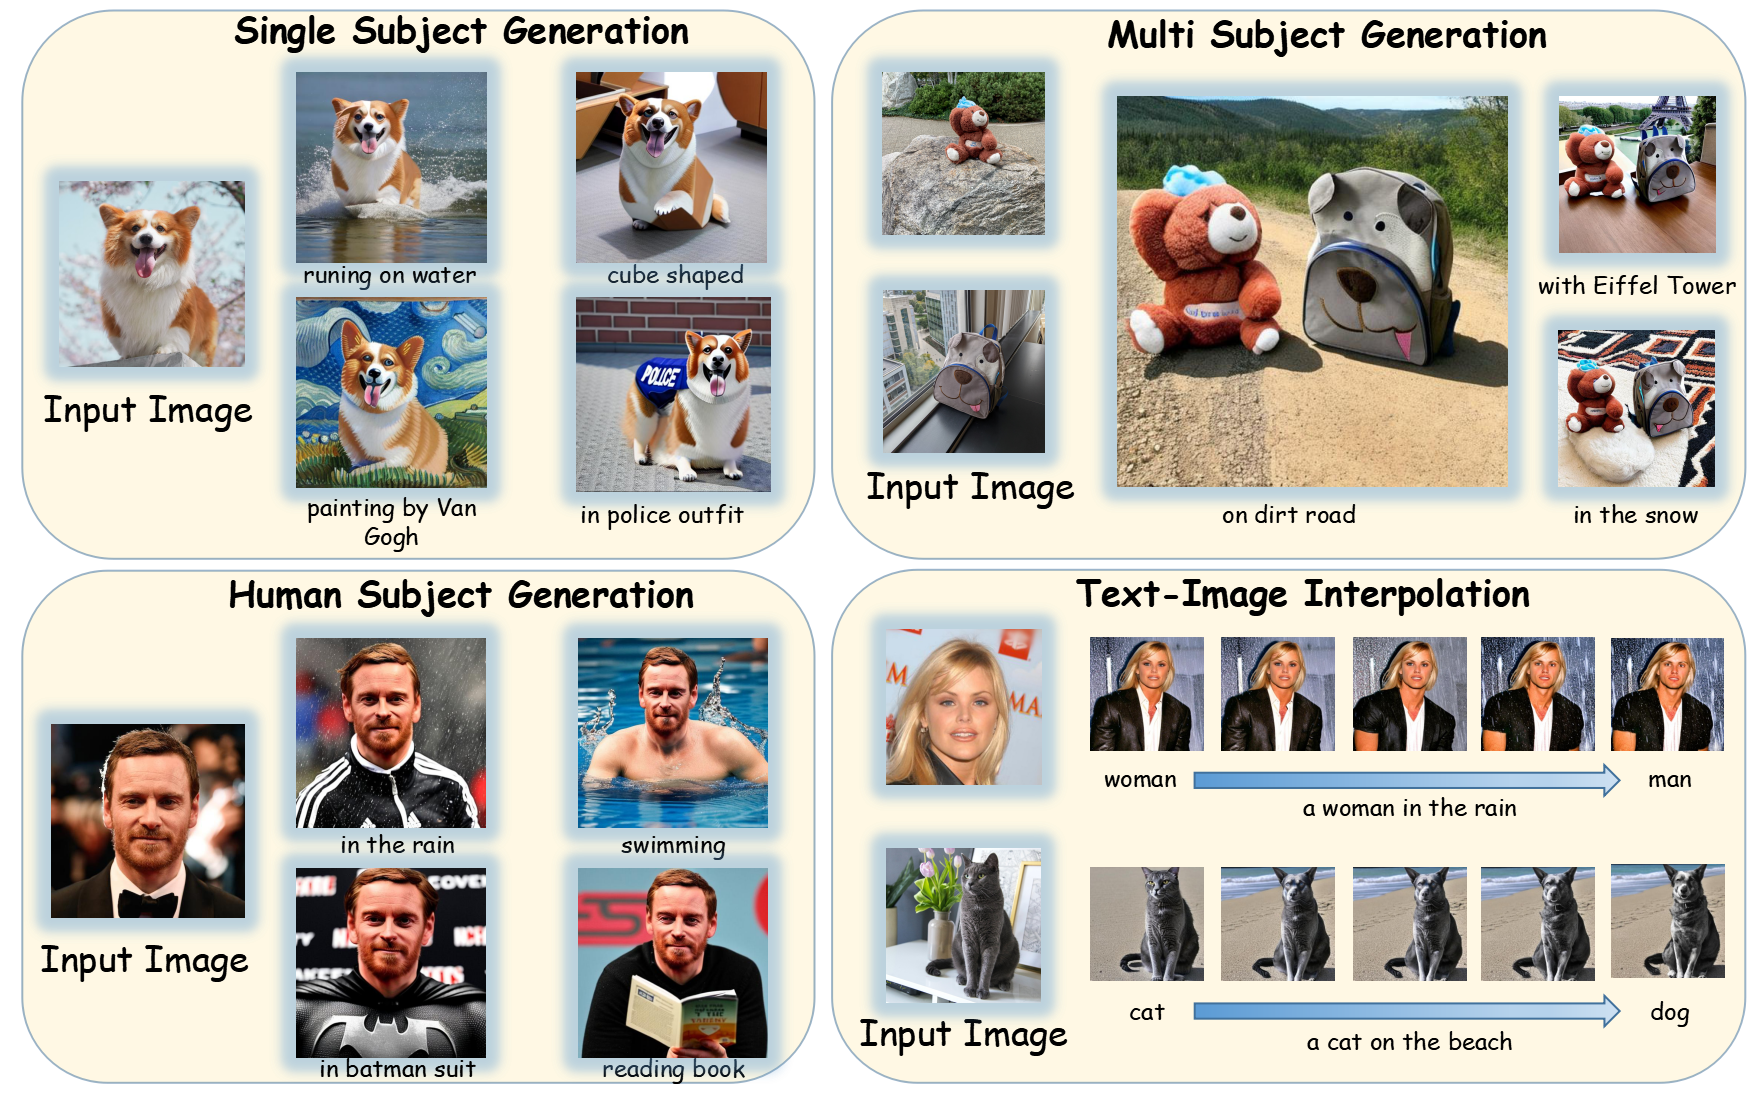 Single Subject Generation
Input Image
runing on water
cube shaped
POLICE
painting by Van
Gogh
in police outfit
Multi Subject Generation
Input Image
on dirt road
with Eiffel Tower
in the snow
Human Subject Generation
Input Image
in the rain
swimming
in batman suit
reading book
Text-Image Interpolation
MA
woman
man
a woman in the rain
Input Image
cat
dog
a cat on the beach